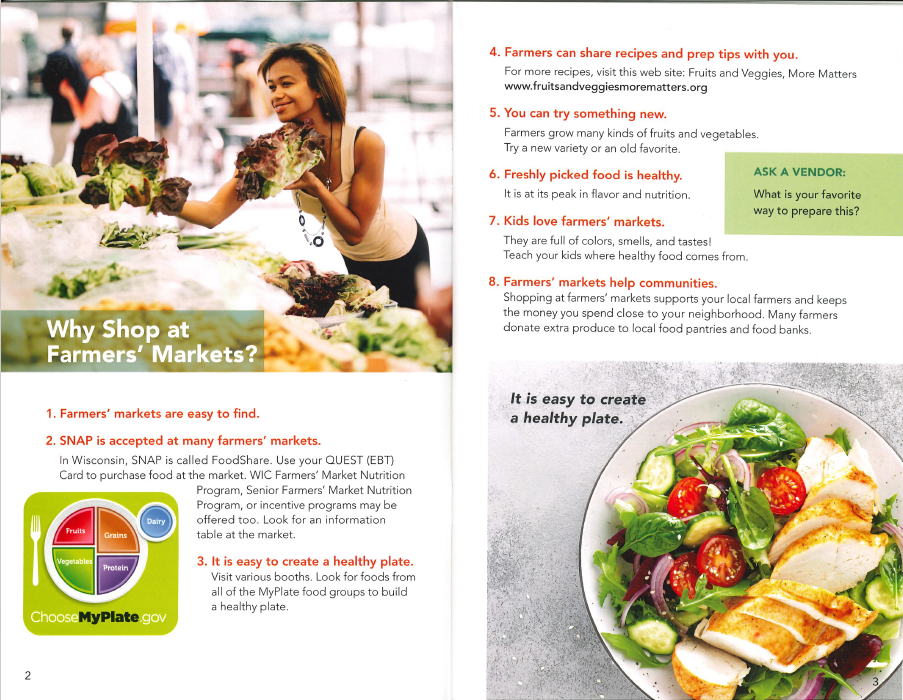 Why Shop at
Farmers' Markets?
1. Farmers' markets are easy to find.
2. SNAP is accepted at many farmers' markets.
In Wisconsin, SNAP is called FoodShare. Use your QUEST (EBT)
Card to purchase food at the market. WIC Farmers' Market Nutrition
Program, Senior Farmers' Market Nutrition
Program, or incentive programs may be
offered too. Look for an information
table at the market.
Fruits
Grains
Dairy
Vegetables
Protein
ChooseMyPlate.gov
3. It is easy to create a healthy plate.
Visit various booths. Look for foods from
all of the MyPlate food groups to build
a healthy plate.
2
4. Farmers can share recipes and prep tips with you.
For more recipes, visit this web site: Fruits and Veggies, More Matters
www.fruitsandveggiesmorematters.org
5. You can try something new.
Farmers grow many kinds of fruits and vegetables.
Try a new variety or an old favorite.
6. Freshly picked food is healthy.
It is at its peak in flavor and nutrition.
ASK A VENDOR:
What is your favorite
way to prepare this?
7. Kids love farmers' markets.
They are full of colors, smells, and tastes!
Teach your kids where healthy food comes from.
8. Farmers' markets help communities.
Shopping at farmers' markets supports your local farmers and keeps
the money you spend close to your neighborhood. Many farmers
donate extra produce to local food pantries and food banks.
It is easy to create
a healthy plate.
3